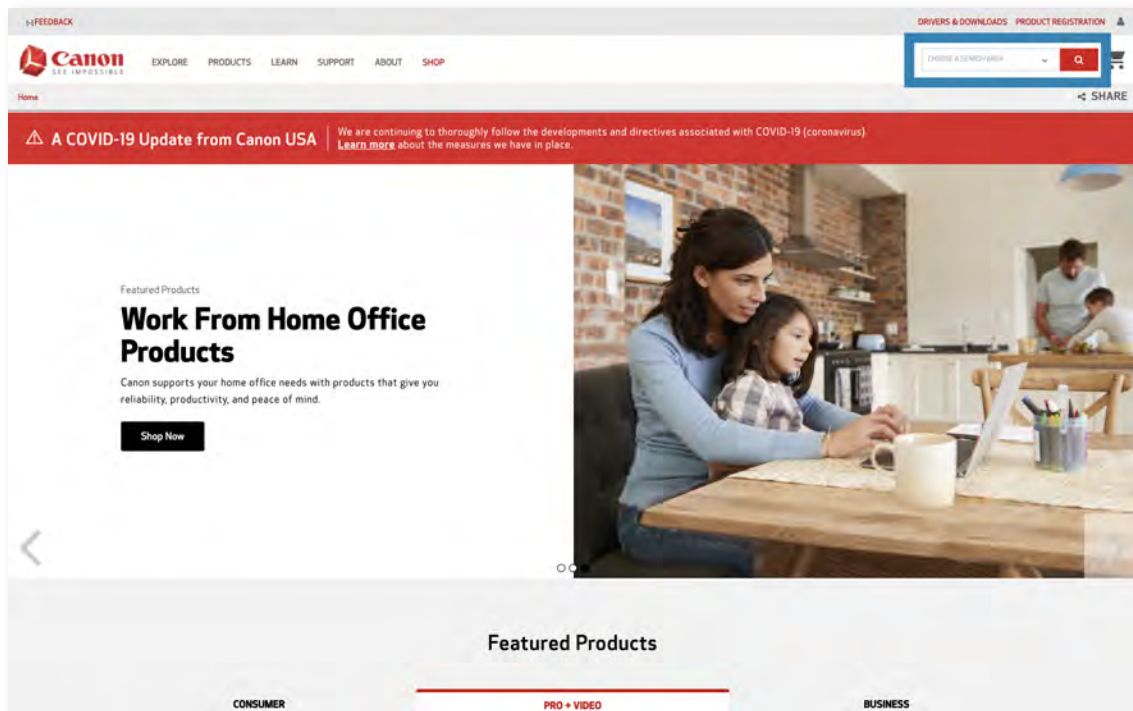 [-] FEEDBACK
DRIVERS & DOWNLOADS PRODUCT REGISTRATION
Canon
SEE IMPOSSIBLE
EXPLORE PRODUCTS LEARN SUPPORT ABOUT SHOP
CHOOSE A SEARCH AREA
Home
SHARE
A COVID-19 Update from Canon USA
We are continuing to thoroughly follow the developments and directives associated with COVID-19 (coronavirus).
Learn more about the measures we have in place.
Featured Products
Work From Home Office
Products
Canon supports your home office needs with products that give you
reliability, productivity, and peace of mind.
Shop Now
Featured Products
CONSUMER
PRO + VIDEO
BUSINESS